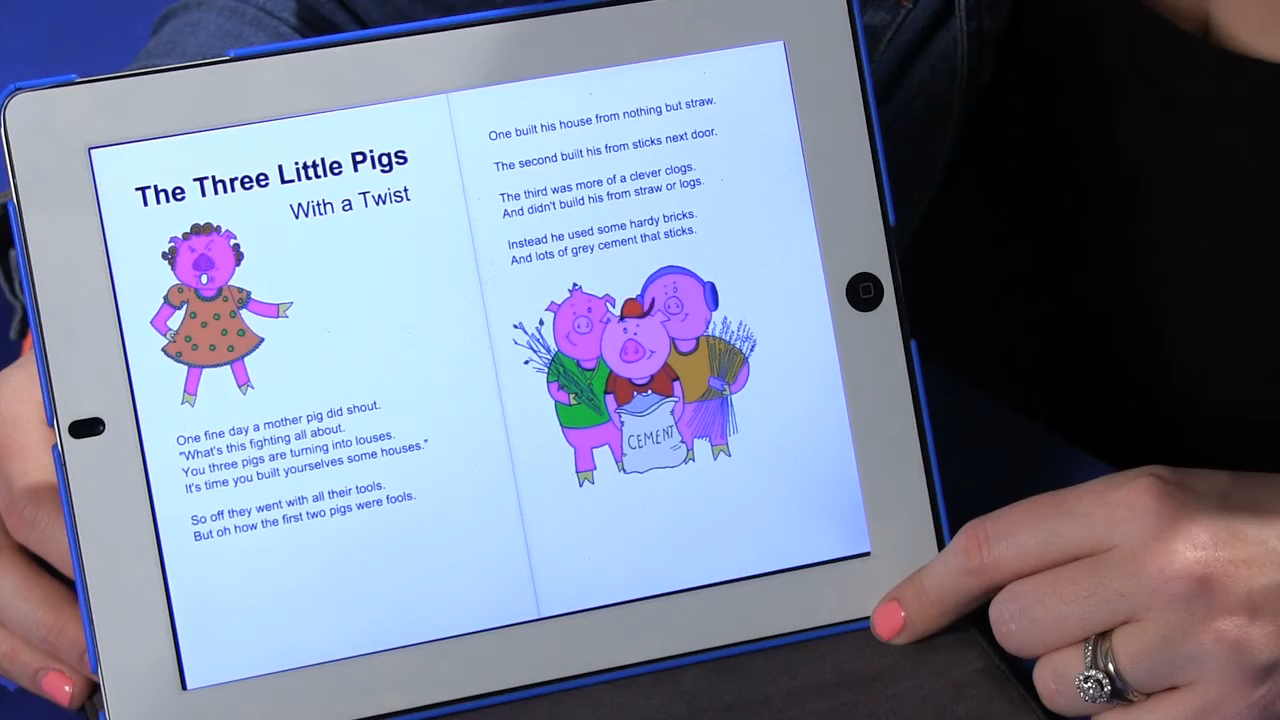 The Three Little Pigs
With a Twist
One fine day a mother pig did shout.
"What's this fighting all about.
You three pigs are turning into louses.
It's time you built yourselves some houses."
So off they went with all their tools.
But oh how the first two pigs were fools.
One built his house from nothing but straw.
The second built his from sticks next door.
The third was more of a clever clogs.
And didn't build his from straw or logs.
Instead he used some hardy bricks.
And lots of grey cement that sticks.
CEMENT